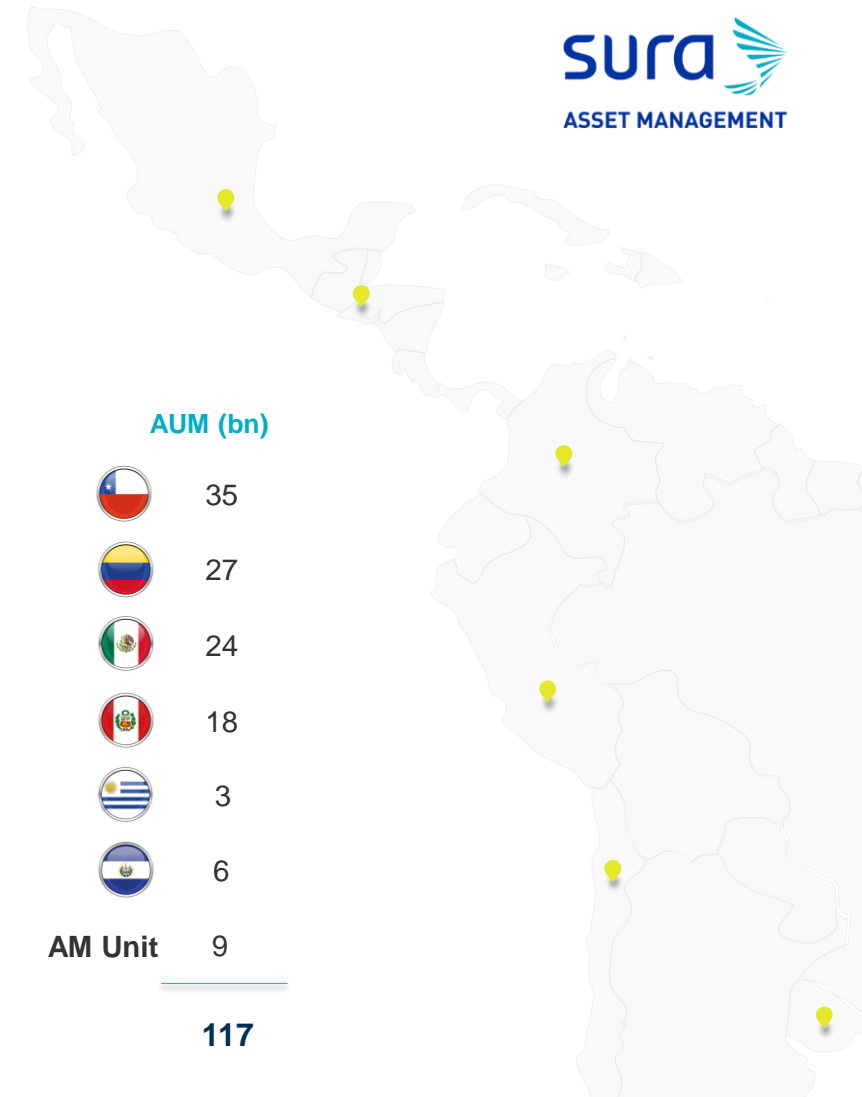 sura
ASSET MANAGEMENT
AUM (bn)
35
27
24
18
3
6
AM Unit 9
117